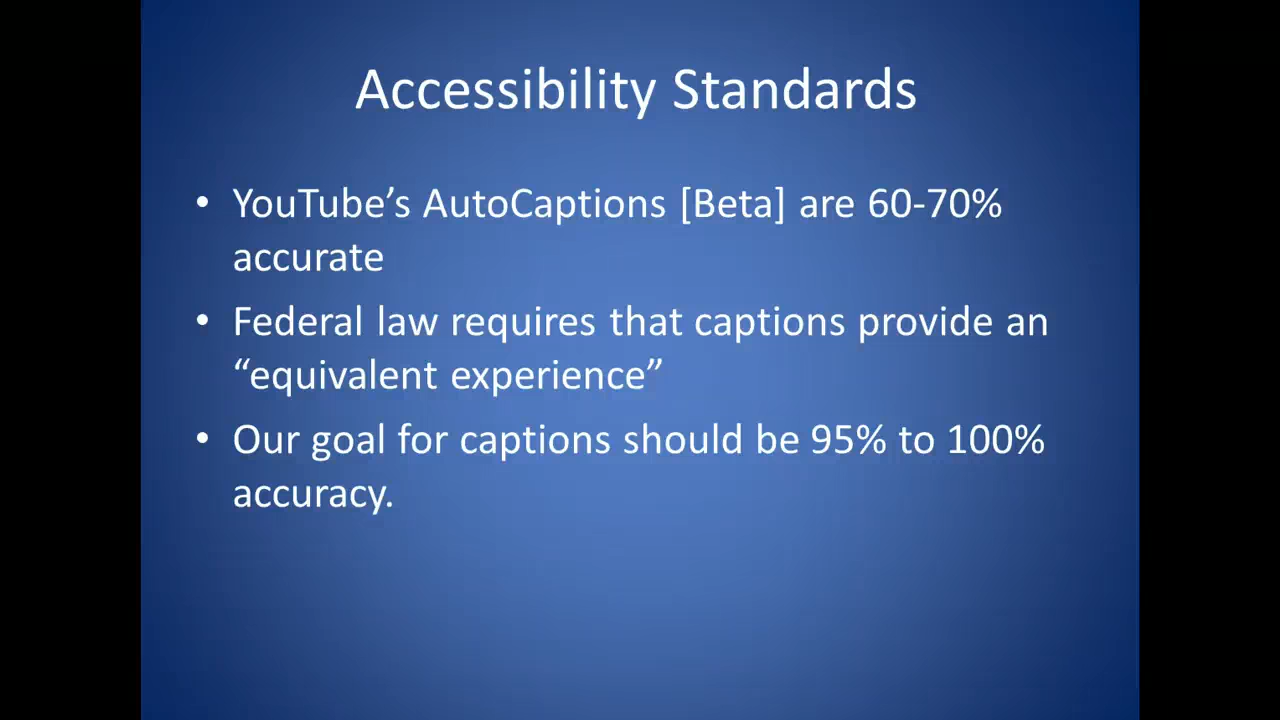 Accessibility Standards
• YouTube’s AutoCaptions [Beta] are 60-70%
accurate
• Federal law requires that captions provide an
“equivalent experience”
• Our goal for captions should be 95% to 100%
accuracy.